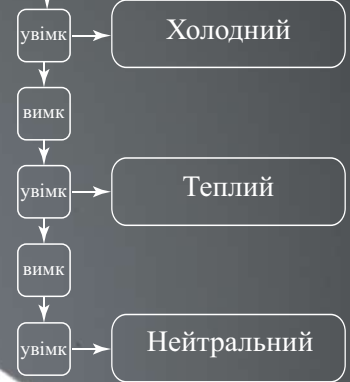 увімк
Холодний
вимк
увімк
Теплий
вимк
увімк
Нейтральний